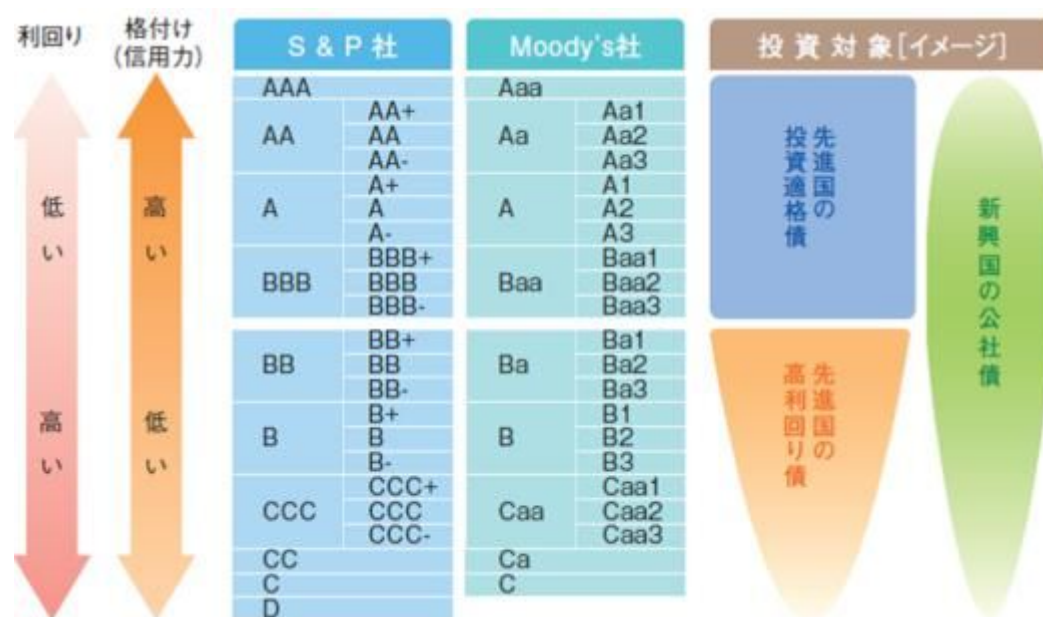 利回り
格付け
(信用力)
S & P 社
Moody's社
投資対象[イメージ]
低い
高い
高い
低い
AAA
AA
AA+
AA
AA-
A
A+
A
A-
BBB
BBB+
BBB
BBB-
BB
BB+
BB
BB-
B
B+
B
B-
CCC
CCC+
CCC
CCC-
CC
C
D
Aaa
Aa
Aa1
Aa2
Aa3
A
A1
A2
A3
Baa
Baa1
Baa2
Baa3
Ba
Ba1
Ba2
Ba3
B
B1
B2
B3
Caa
Caa1
Caa2
Caa3
Ca
C
先進国の
投資適格債
先進国の
高利回り債
新興国の公社債